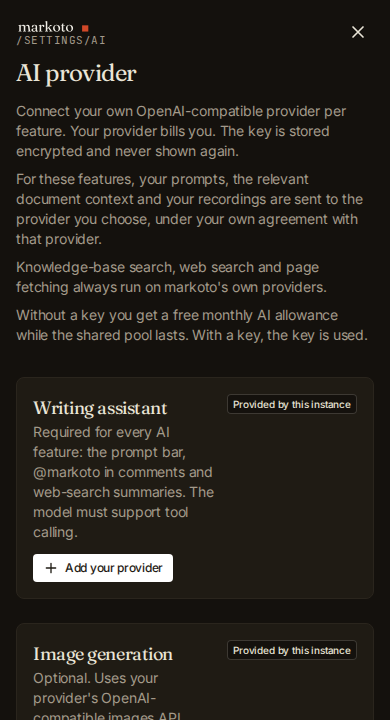 markoto
/SETTINGS/AI
AI provider
Connect your own OpenAI-compatible provider per
feature. Your provider bills you. The key is stored
encrypted and never shown again.
For these features, your prompts, the relevant
document context and your recordings are sent to the
provider you choose, under your own agreement with
that provider.
Knowledge-base search, web search and page
fetching always run on markoto's own providers.
Without a key you get a free monthly AI allowance
while the shared pool lasts. With a key, the key is used.
Writing assistant
Provided by this instance
Required for every AI
feature: the prompt bar,
@markoto in comments and
web-search summaries. The
model must support tool
calling.
+ Add your provider
Image generation
Provided by this instance
Optional. Uses your
provider's OpenAI-
compatible images API